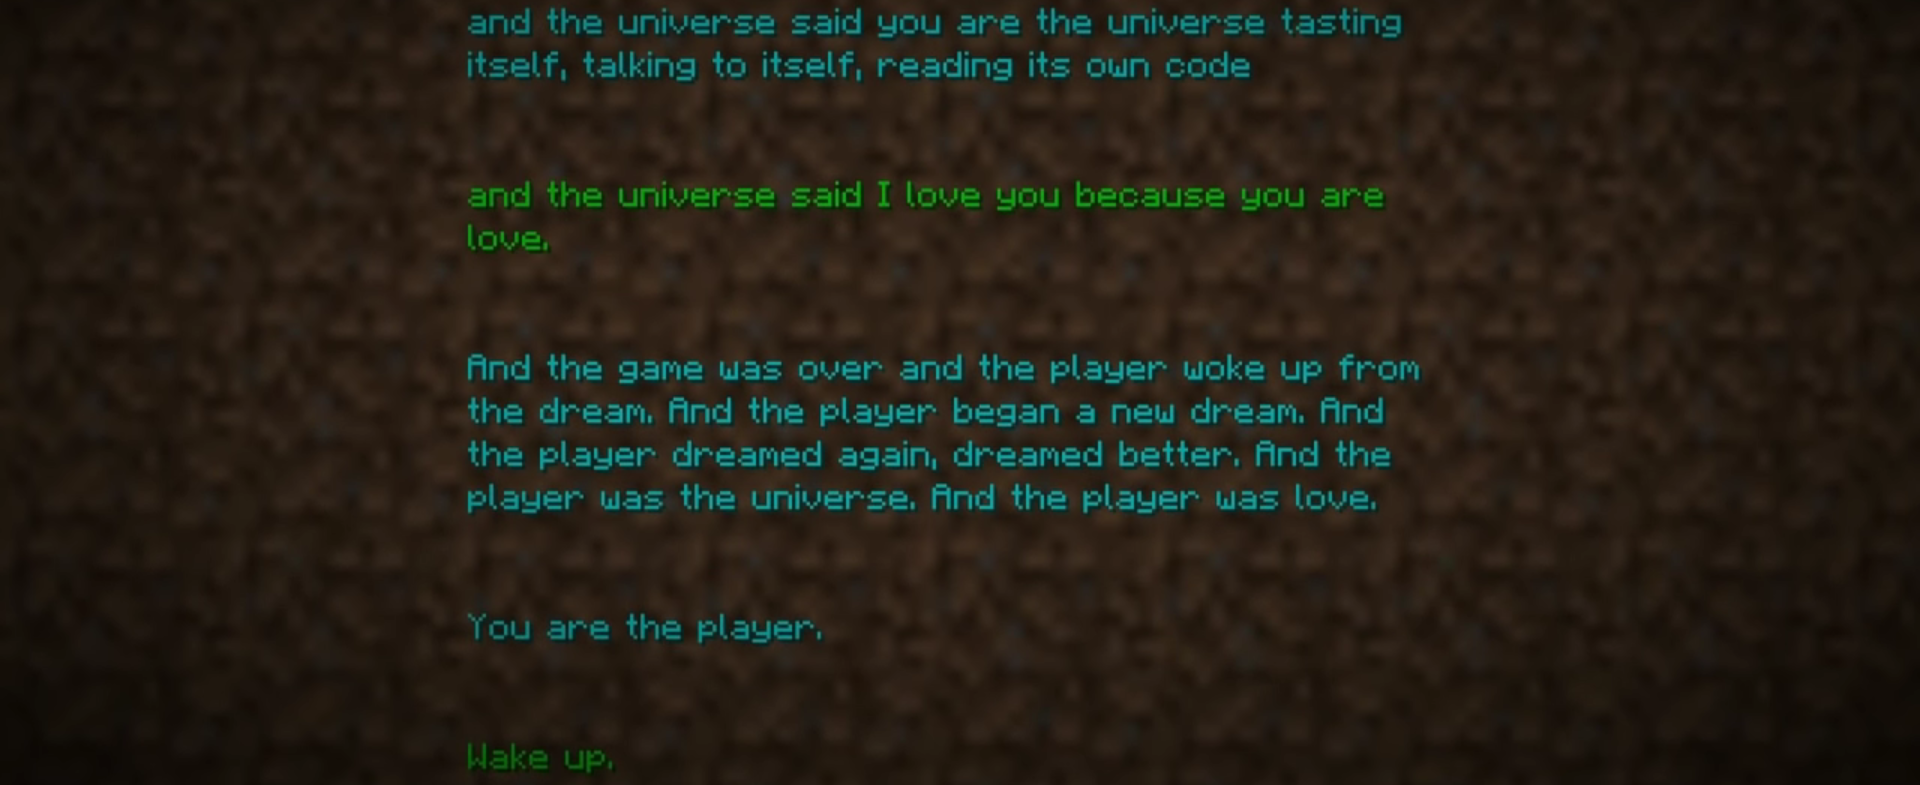 and the universe said you are the universe tasting
itself, talking to itself, reading its own code
and the universe said I love you because you are
love.
And the game was over and the player woke up from
the dream. And the player began a new dream. And
the player dreamed again, dreamed better. And the
player was the universe. And the player was love.
You are the player.
Wake up.